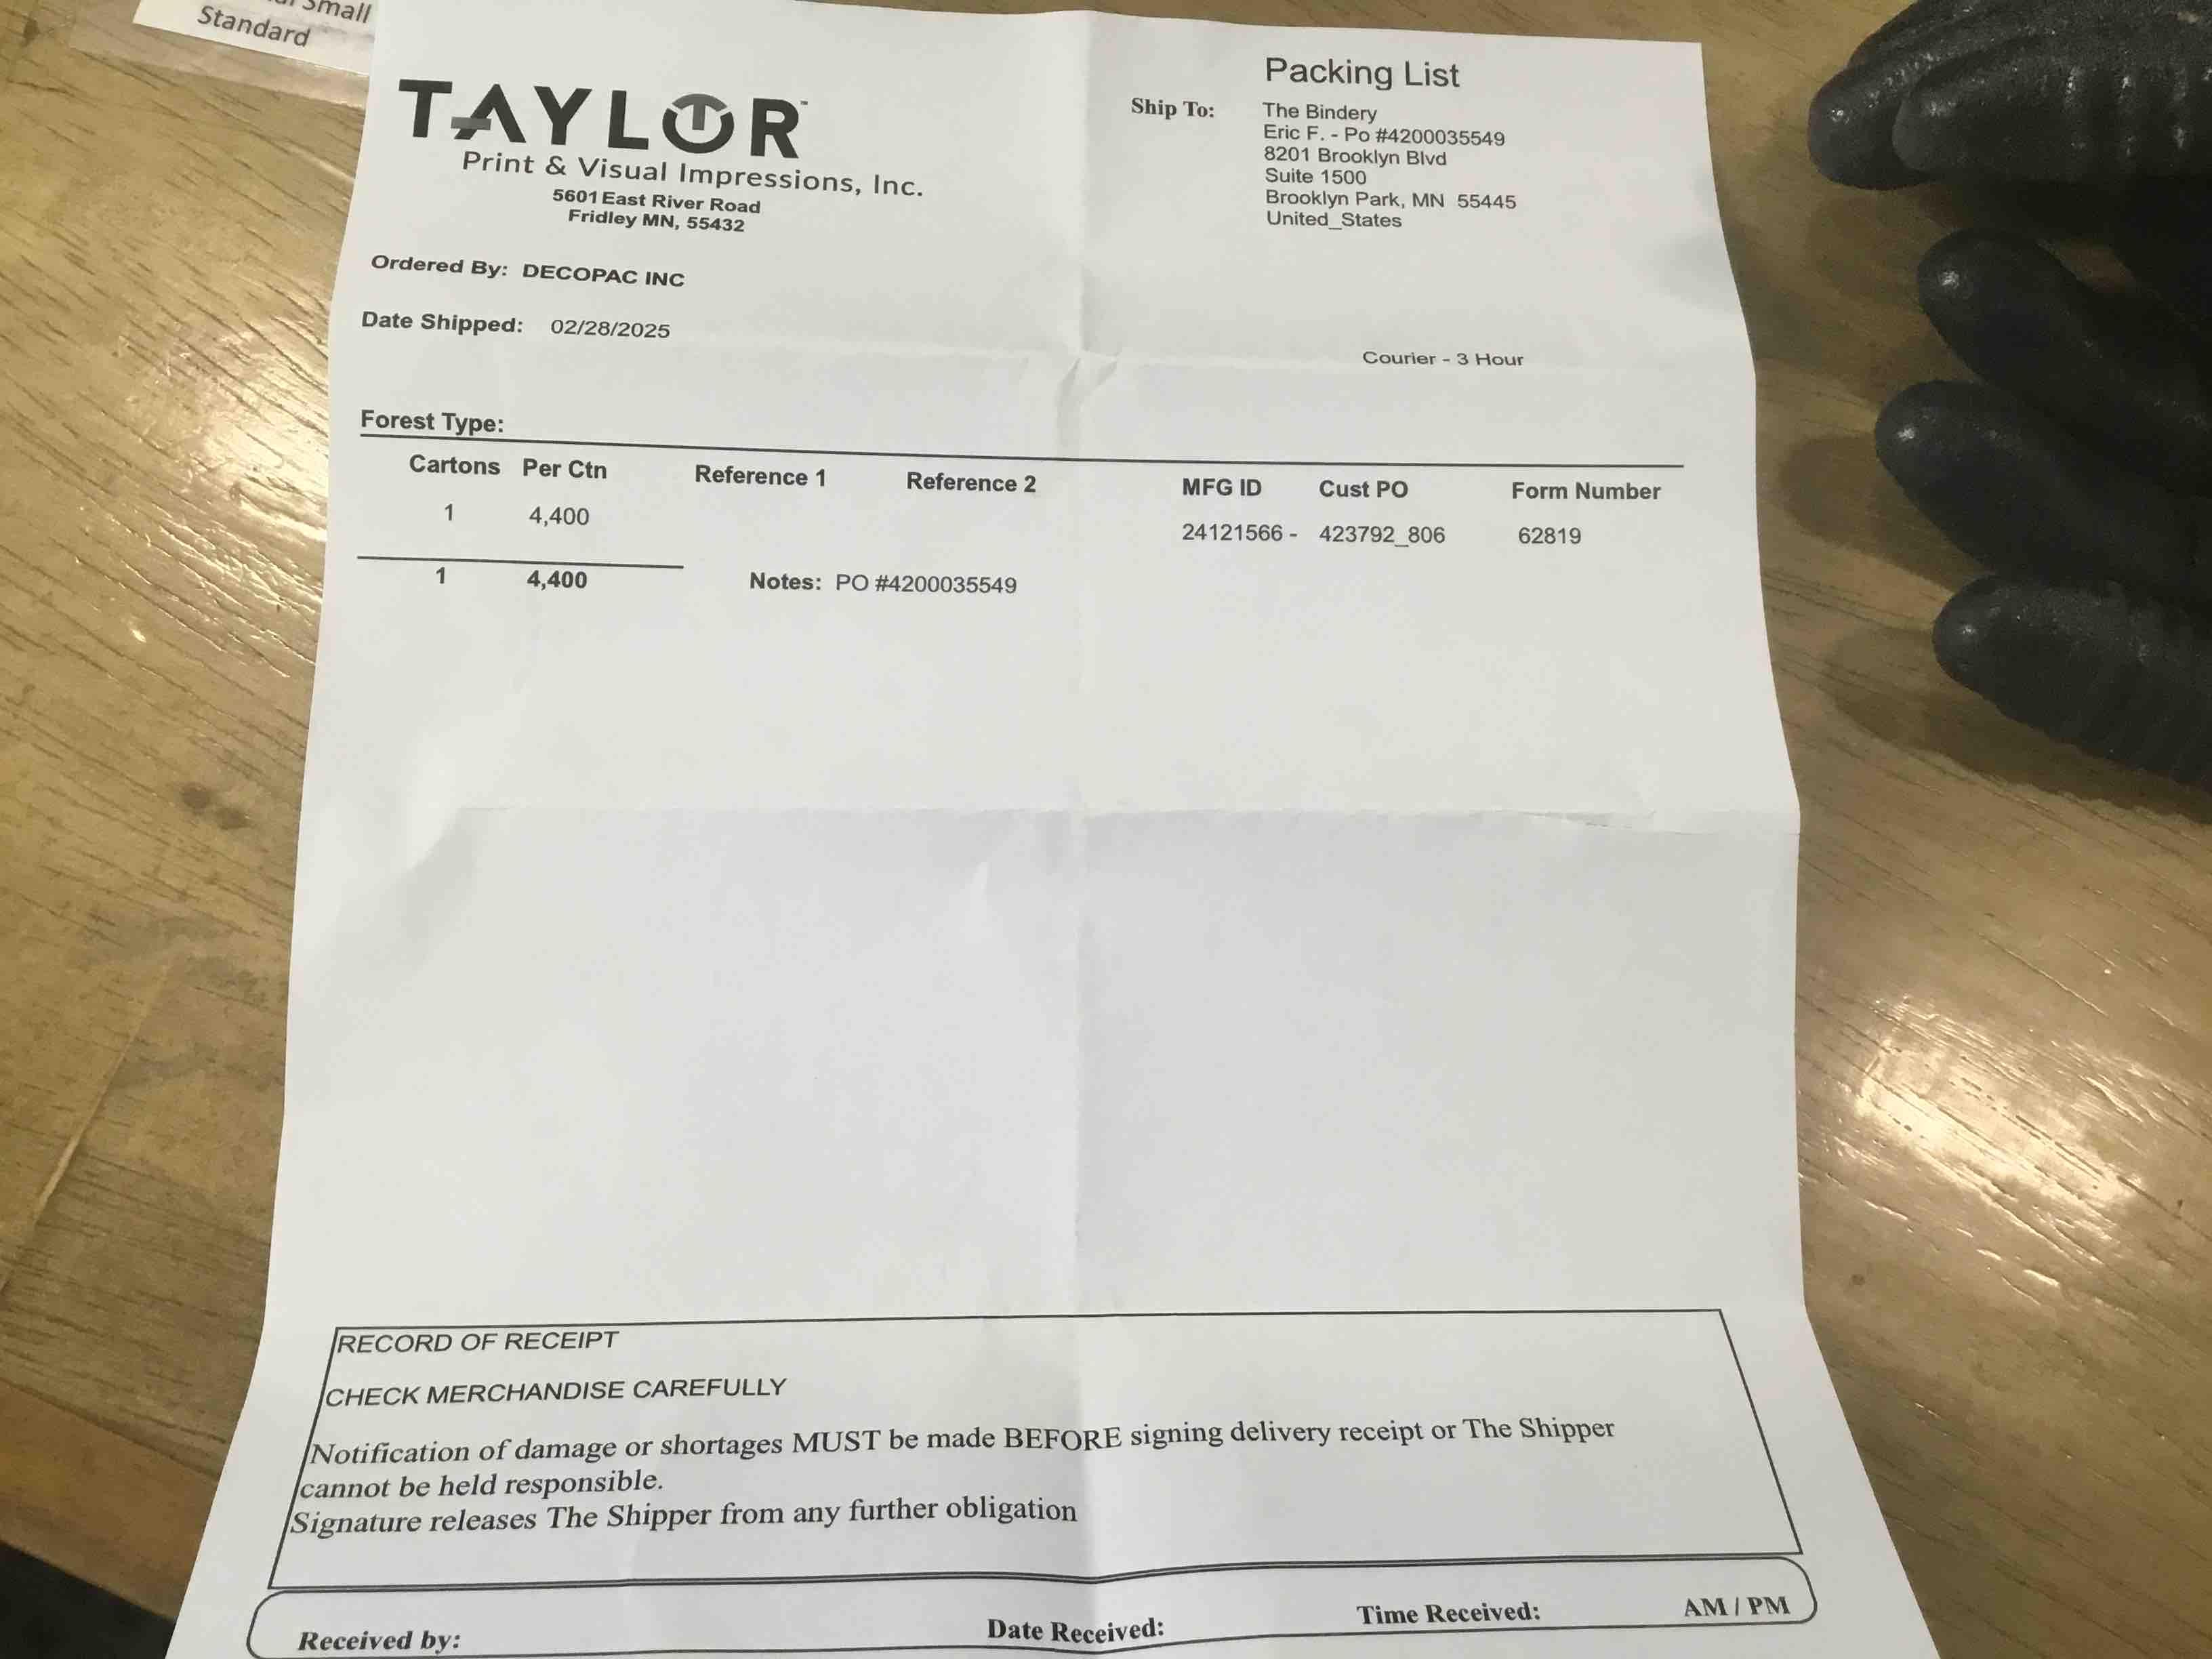 Small
Standard
TAYLOR™
Print & Visual Impressions, Inc.
5601 East River Road
Fridley MN, 55432
Packing List
Ship To:
The Bindery
Eric F. - Po #4200035549
8201 Brooklyn Blvd
Suite 1500
Brooklyn Park, MN 55445
United_States
Ordered By: DECOPAC INC
Date Shipped: 02/28/2025
Courier - 3 Hour
Forest Type:
Cartons Per Ctn Reference 1 Reference 2 MFG ID Cust PO Form Number
1 4,400 24121566 - 423792_806 62819
1 4,400 Notes: PO #4200035549
RECORD OF RECEIPT
CHECK MERCHANDISE CAREFULLY
Notification of damage or shortages MUST be made BEFORE signing delivery receipt or The Shipper
cannot be held responsible.
Signature releases The Shipper from any further obligation
Received by: Date Received: Time Received: AM / PM